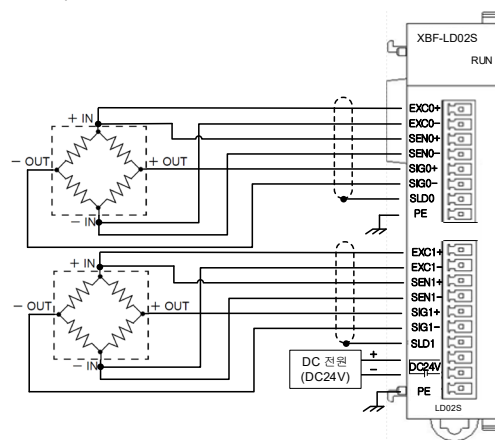 XBF-LD02S
RUN
+ IN
EXC0+
EXC0-
SEN0+
SEN0-
− OUT
+ OUT
SIG0+
SIG0-
SLD0
PE
− IN
+ IN
EXC1+
EXC1-
SEN1+
SEN1-
− OUT
+ OUT
SIG1+
SIG1-
SLD1
− IN
DC 전원
(DC24V)
+
−
DC24V
PE
LD02S